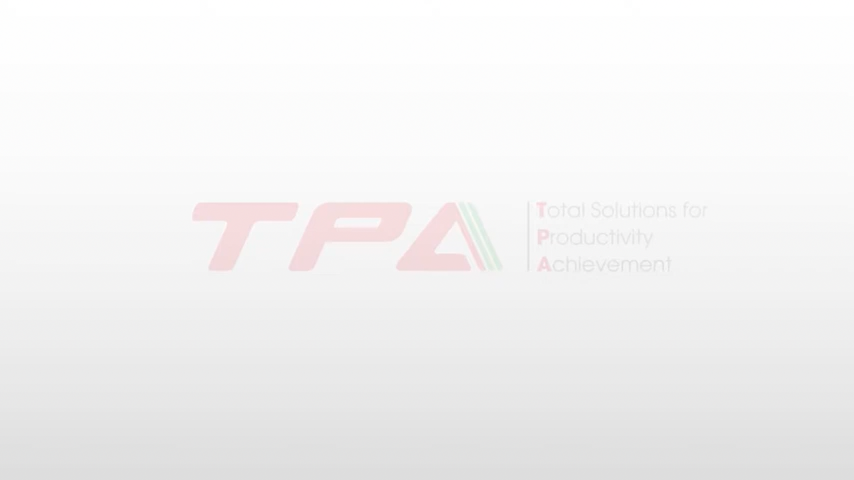 TPA
Total Solutions for
Productivity
Achievement